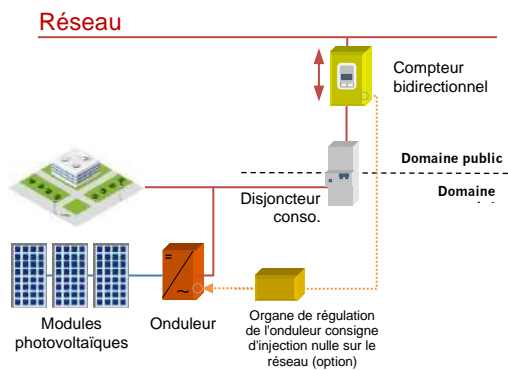 Réseau
Compteur
bidirectionnel
Domaine public
Domaine
Disjoncteur
conso.
Modules
photovoltaïques
Onduleur
Organe de régulation
de l'onduleur consigne
d'injection nulle sur le
réseau (option)